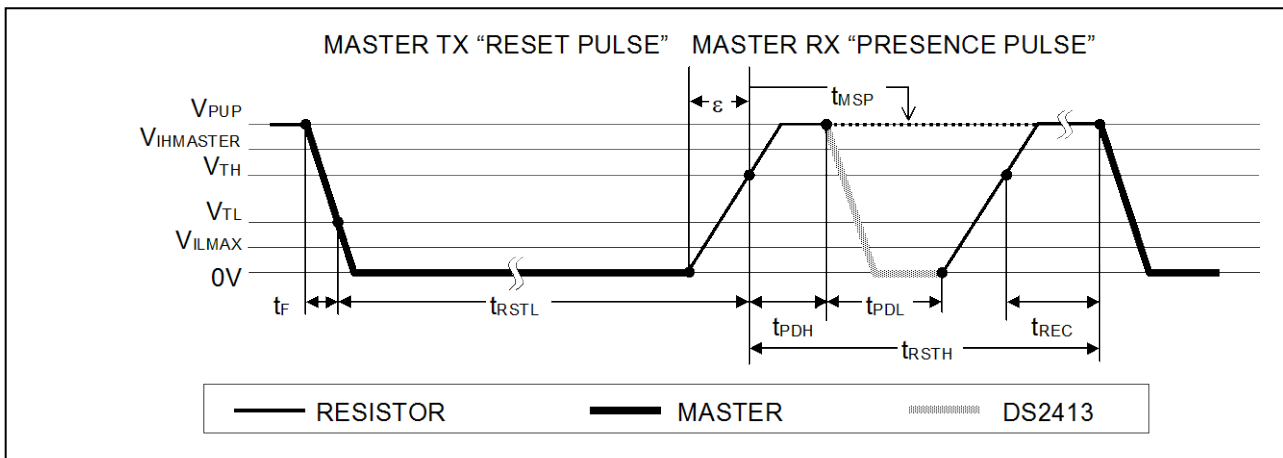 MASTER TX “RESET PULSE” MASTER RX “PRESENCE PULSE”
ε tMSP
VPUP
VIHMASTER
VTH
VTL
VILMAX
0V
tF tRSTL tPDH tPDL tREC
tRSTH
RESISTOR MASTER DS2413